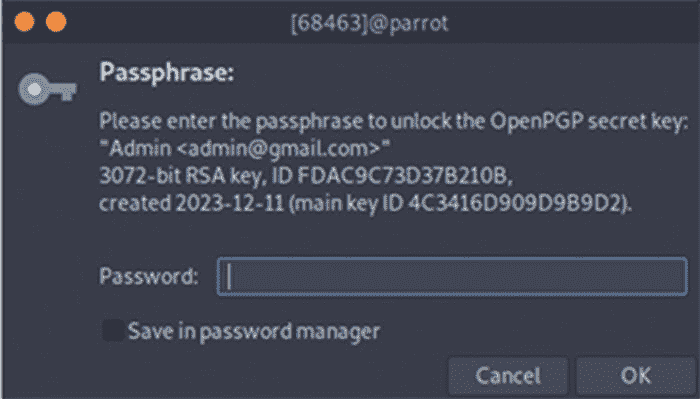 [68463]@parrot
Passphrase:
Please enter the passphrase to unlock the OpenPGP secret key:
"Admin <admin@gmail.com>"
3072-bit RSA key, ID FDAC9C73D37B210B,
created 2023-12-11 (main key ID 4C3416D909D9B9D2).
Password:
Save in password manager
Cancel OK